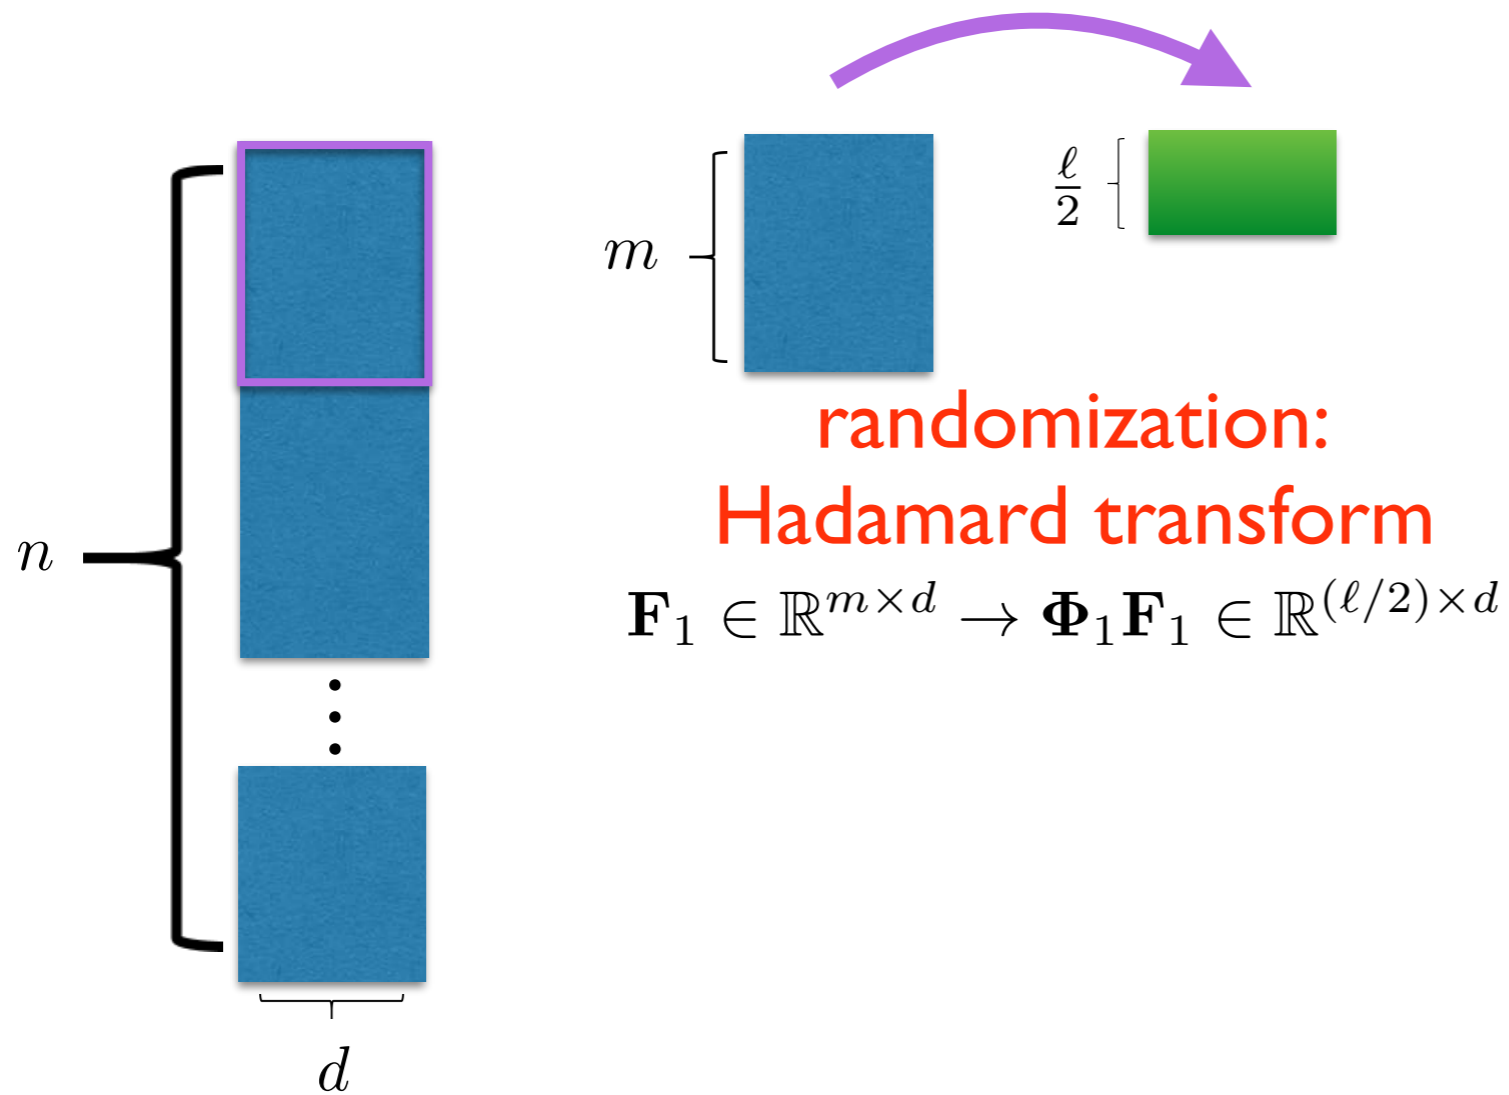 n
d
m
ℓ/2
randomization:
Hadamard transform
𝐅₁ ∈ ℝ^{m×d} → 𝚽₁𝐅₁ ∈ ℝ^{(ℓ/2)×d}